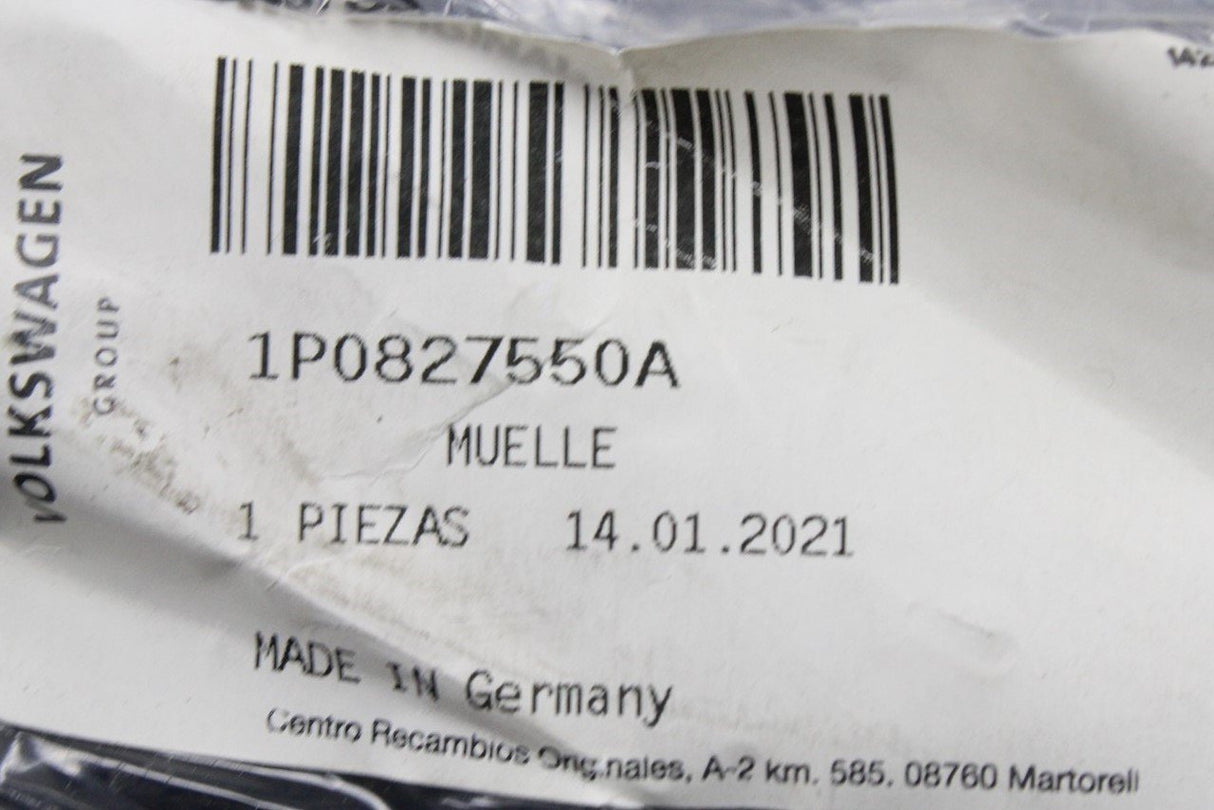 VOLKSWAGEN
GROUP
1P0827550A
MUELLE
1 PIEZAS 14.01.2021
MADE IN Germany
Centro Recambios Originales, A-2 km. 585. 08760 Martorell